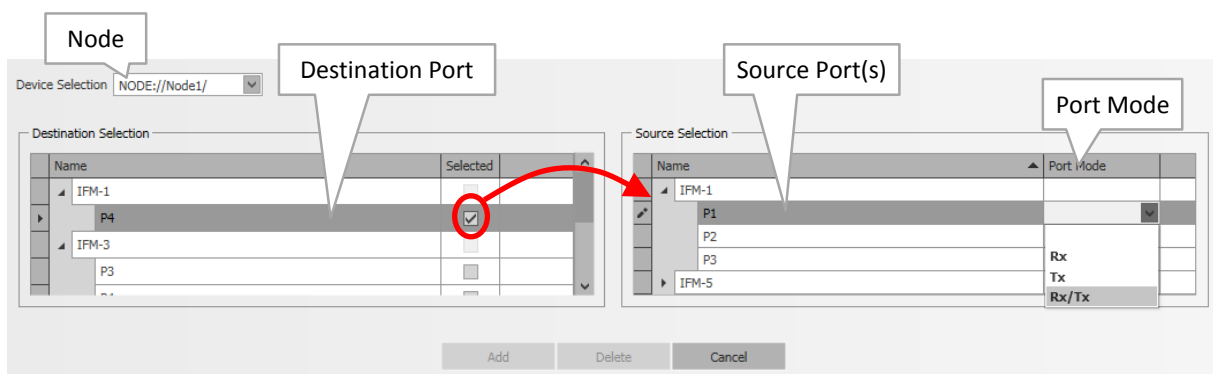 Node
Destination Port
Source Port(s)
Port Mode
Device Selection NODE://Node1/
Destination Selection
Name Selected
IFM-1
P4
IFM-3
P3
Source Selection
Name Port Mode
IFM-1
P1
P2
P3
IFM-5
Rx
Tx
Rx/Tx
Add Delete Cancel